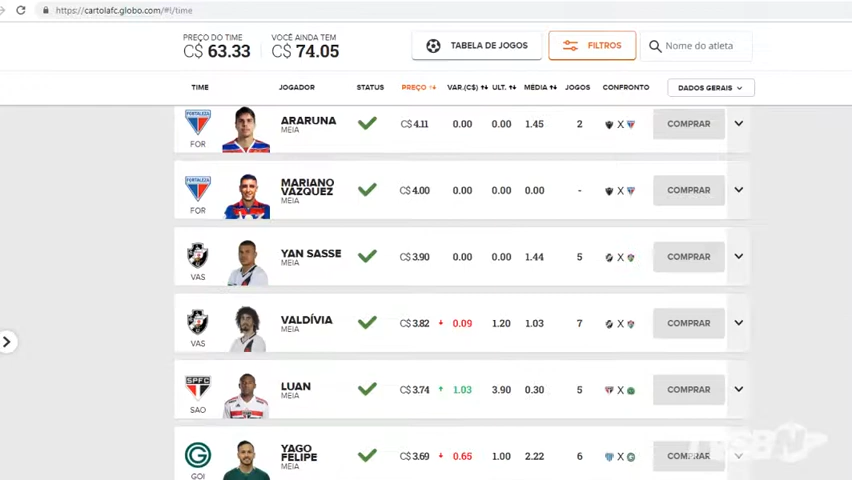 https://cartolafc.globo.com/#!/time
PREÇO DO TIME
C$ 63.33
VOCÊ AINDA TEM
C$ 74.05
TABELA DE JOGOS
FILTROS
Nome do atleta
TIME JOGADOR STATUS PREÇO VAR.(C$) ULT. MÉDIA JOGOS CONFRONTO DADOS GERAIS
FORTALEZA
FOR
ARARUNA
MEIA
C$ 4.11 0.00 0.00 1.45 2 X COMPRAR
FORTALEZA
FOR
MARIANO
VAZQUEZ
MEIA
C$ 4.00 0.00 0.00 0.00 - X COMPRAR
VAS
YAN SASSE
MEIA
C$ 3.90 0.00 0.00 1.44 5 X COMPRAR
VAS
VALDÍVIA
MEIA
C$ 3.82 0.09 1.20 1.03 7 X COMPRAR
SPFC
SAO
LUAN
MEIA
C$ 3.74 1.03 3.90 0.30 5 X COMPRAR
GOI
YAGO
FELIPE
MEIA
C$ 3.69 0.65 1.00 2.22 6 X COMPRAR